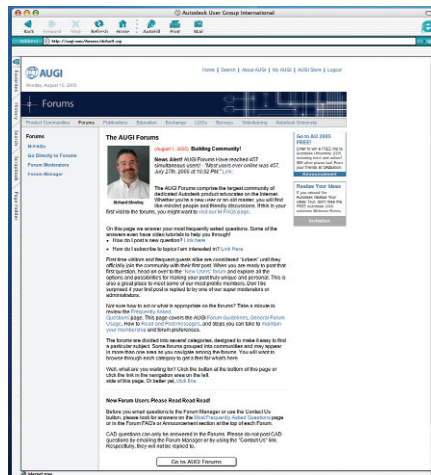 Autodesk User Group International
Back Forward Stop Refresh Home AutoFill Print Mail
Address http://augi.com/forums/default.asp
Favorites
History
Search
Scrapbook
Page Holder
AUGI
Home | Search | About AUGI | My AUGI | AUGI Store | Logout
Monday, August 15, 2005
Forums
Product Communities Forums Publications Education Exchange LUGs Surveys Volunteering Autodesk University
Forums
M-FAQs
Go Directly to Forums
Forum Moderators
Forum Manager
The AUGI Forums
(August 1, 2005) Building Community!
News Alert! AUGI Forums Have reached 457
simultaneous users! "Most users ever online was 457,
July 27th, 2005 at 10:32 PM." Link
The AUGI Forums comprise the largest community of
dedicated Autodesk product advocates on the Internet.
Whether you're a new user or an old master, you will find
like-minded people and friendly discussions. If this is your
first visit to the forums, you might want to visit our M-FAQs page.
Richard Binning
On this page we answer your most frequently asked questions. Some of the
answers even have video tutorials to help you through!
• How do I post a new question? Link here
• How do I subscribe to topics I am interested in? Link Here
First time visitors and frequent guests alike are considered "lurkers" until they
officially join the community with their first post. When you are ready to post that
first question, head on over to the "New Users" forum and explore all the
options and possibilities for making your post truly unique and personal. This is
also a great place to meet some of our most prolific members. Don't be
surprised if your first post is replied to by one of our super moderators or
administrators.
Not sure how to act or what is appropriate on the forums? Take a minute to
review the Frequently Asked
Questions page. This page covers the AUGI Forum Guidelines, General Forum
Usage, How to Read and Post messages, and steps you can take to maintain
your membership and forum preferences.
The forums are divided into several categories, designed to make it easy to find
a particular subject. Some forums grouped into communities and may appear
in more than one area as you navigate among the forums. You will want to
browse through each category to get a feel for what's here.
Well, what are you waiting for? Click the button at the bottom of this page or
click the link in the navigation area on the left
side of this page. Or better yet, click this.
New Forum Users Please Read Read Read!
Before you email questions to the Forum Manager or use the Contact Us
button, please look for answers on the Most Frequently Asked Questions page
or in the Forum FAQs or Announcement section at the top of each Forum.
CAD questions can only be answered in the Forums. Please do not post CAD
questions by emailing the Forum Manager or by using the "Contact Us" link.
Respectfully, they will not be replied to.
Go to AUGI Forums
Go to AU 2005
FREE!
Announcement
Realize Your Ideas
Invitation
Internet zone